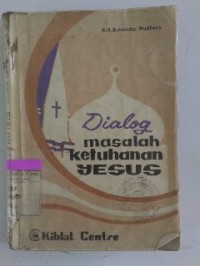 Dialog
masalah
ketuhanan
YESUS
Kiblat Centre